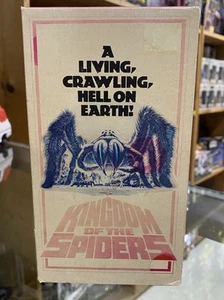 A
LIVING,
CRAWLING,
HELL ON
EARTH!
KINGDOM
OF THE
SPIDERS